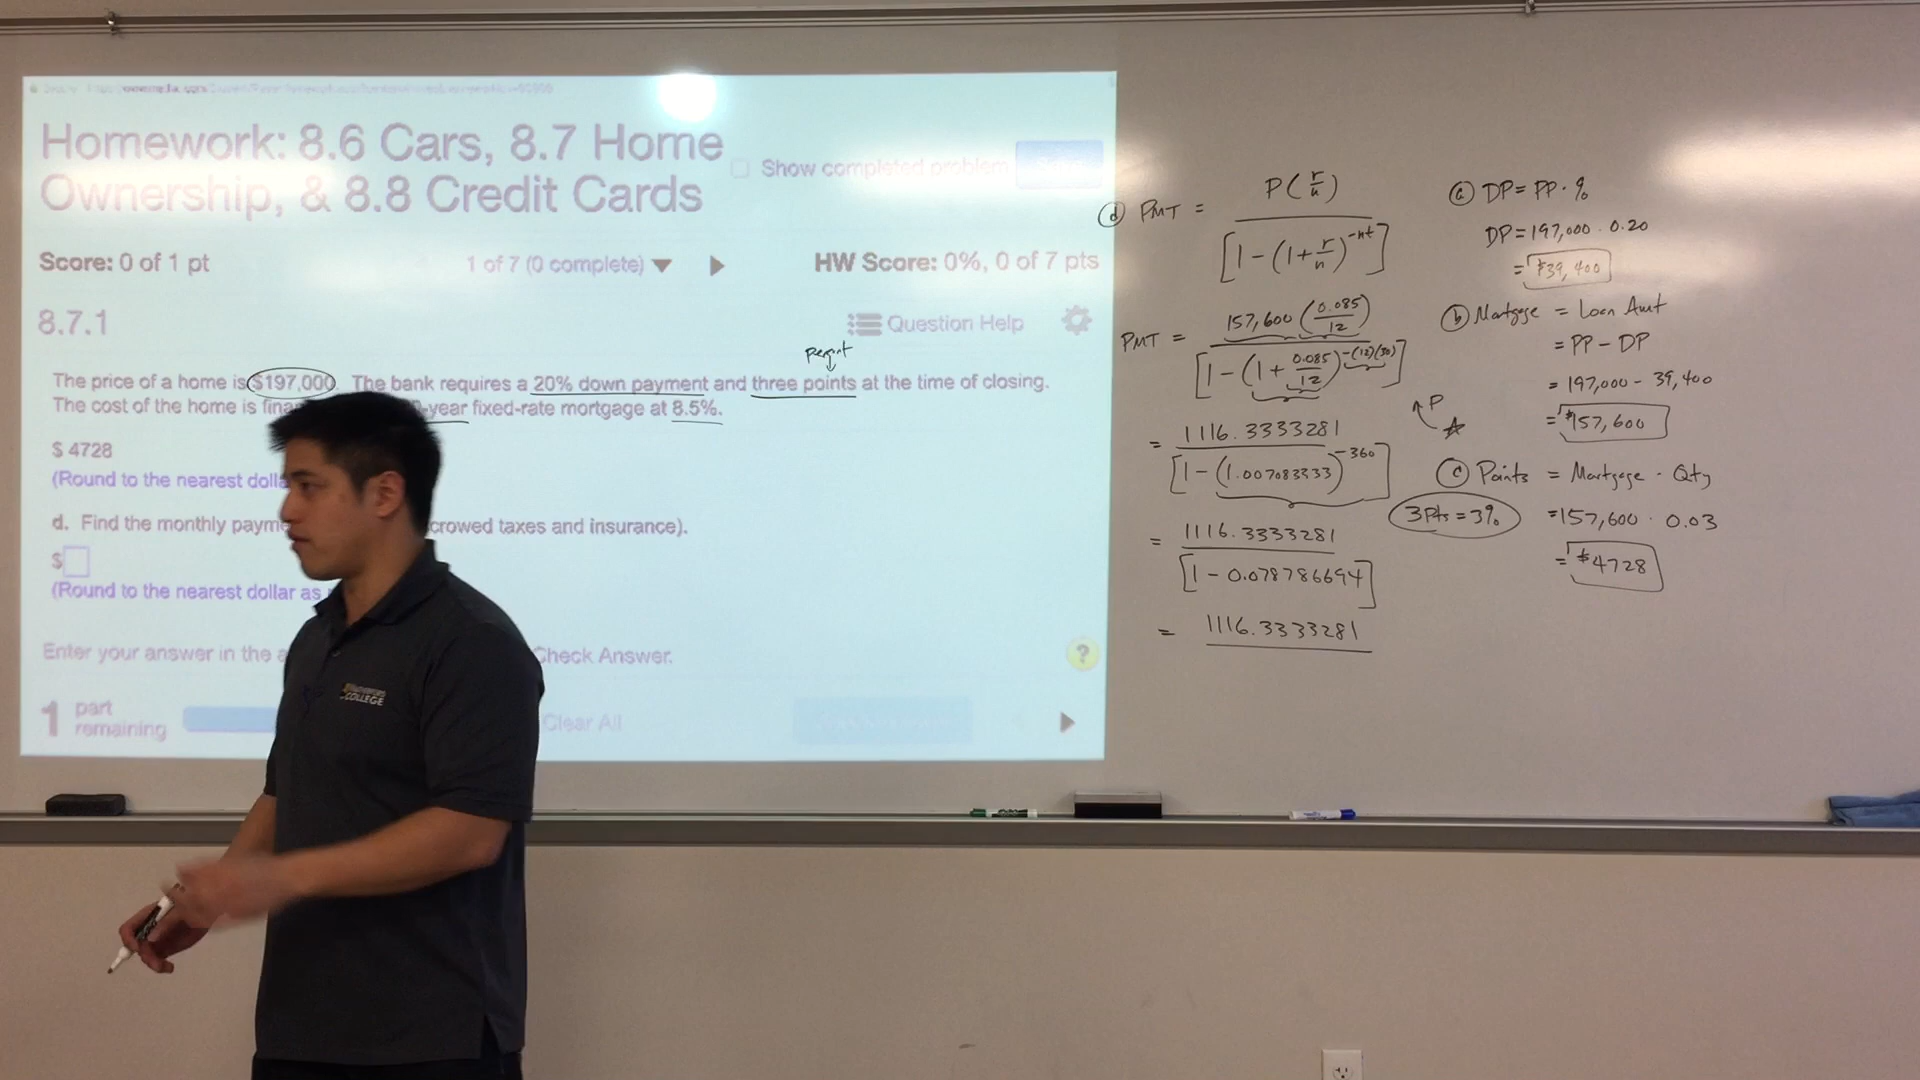 Homework: 8.6 Cars, 8.7 Home
Ownership, & 8.8 Credit Cards
Show completed problem
Score: 0 of 1 pt
1 of 7 (0 complete)
HW Score: 0%, 0 of 7 pts
8.7.1
Question Help
The price of a home is $197,000. The bank requires a 20% down payment and three points at the time of closing.
The cost of the home is -year fixed-rate mortgage at 8.5%.
$ 4728
(Round to the nearest
d. Find the monthly crowed taxes and insurance).
$
(Round to the nearest dollar as
Enter your answer in the Check Answer.
1 part
remaining
Clear All
?
COLLEGE
ⓓ PMT = P(r/n)
[1-(1+r/n)^-nt]
PMT = 157,600(0.085/12)
[1-(1+0.085/12)^-(12)(30)]
= 1116.3333281
[1-(1.007083333)^-360]
= 1116.3333281
[1-0.078786694]
= 1116.3333281
ⓐ DP = PP · %
DP = 197,000 · 0.20
= $39,400
ⓑ Mortgage = Loan Amt
= PP - DP
= 197,000 - 39,400
= $157,600
P
ⓒ Points = Mortgage · Qty
3Pts = 3%
= 157,600 · 0.03
= $4728